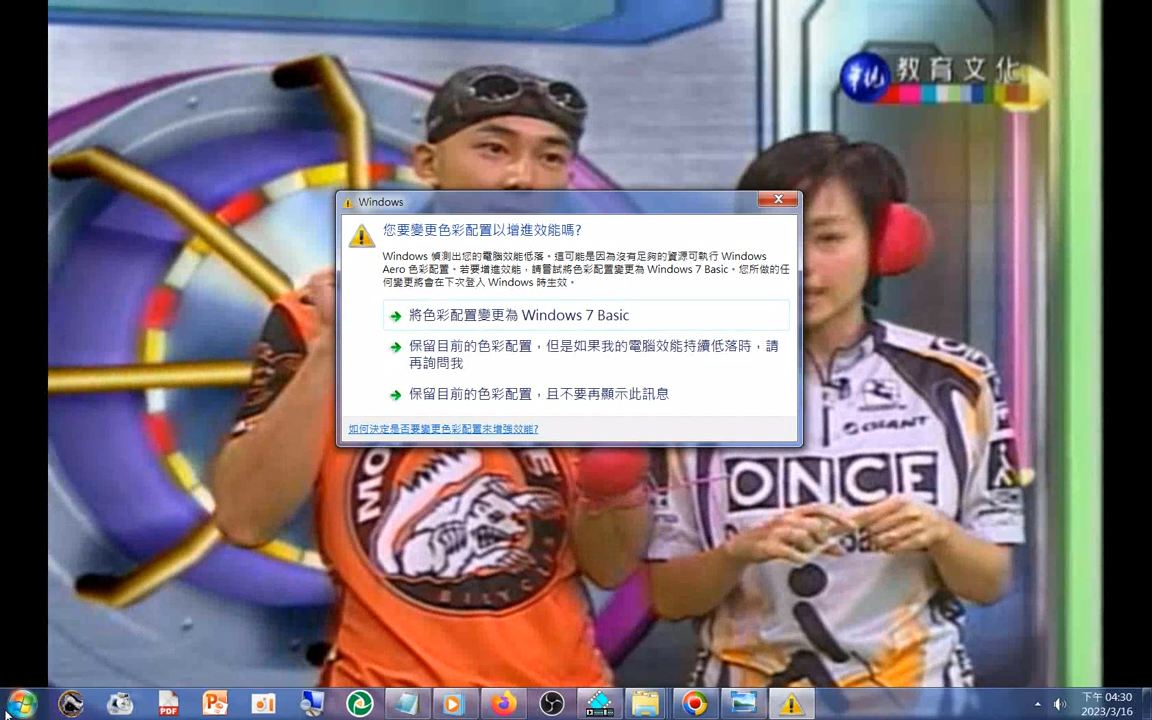 華視
教育文化
Windows
您要變更色彩配置以增進效能嗎?
Windows 偵測出您的電腦效能低落。這可能是因為沒有足夠的資源可執行 Windows
Aero 色彩配置。若要增進效能，請嘗試將色彩配置變更為 Windows 7 Basic。您所做的任
何變更將會在下次登入 Windows 時生效。
將色彩配置變更為 Windows 7 Basic
保留目前的色彩配置，但是如果我的電腦效能持續低落時，請
再詢問我
保留目前的色彩配置，且不要再顯示此訊息
如何決定是否要變更色彩配置來增強效能?
GIANT
ONCE
MO
E
PDF
下午 04:30
2023/3/16